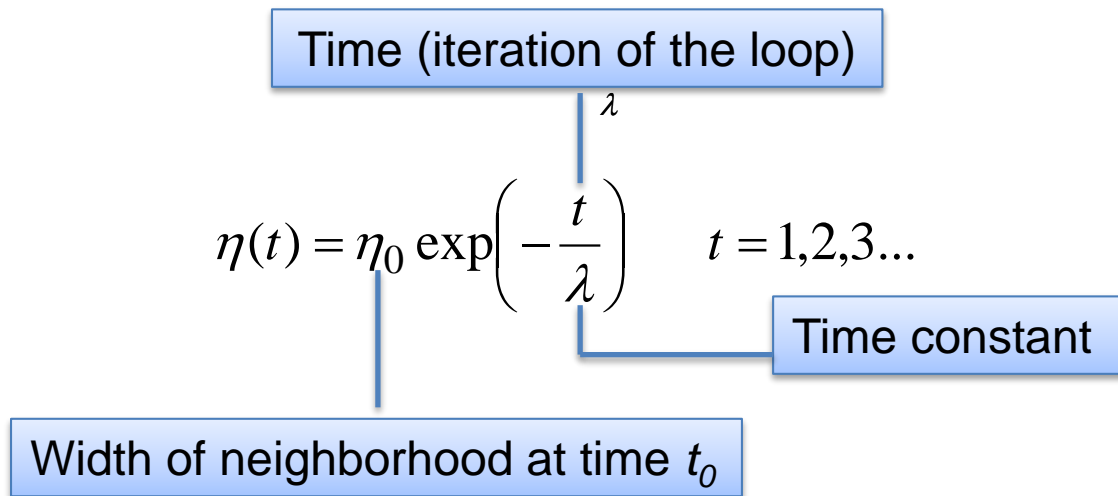 Time (iteration of the loop)
λ
η(t) = η₀ exp(−t/λ) t = 1,2,3...
Time constant
Width of neighborhood at time t₀